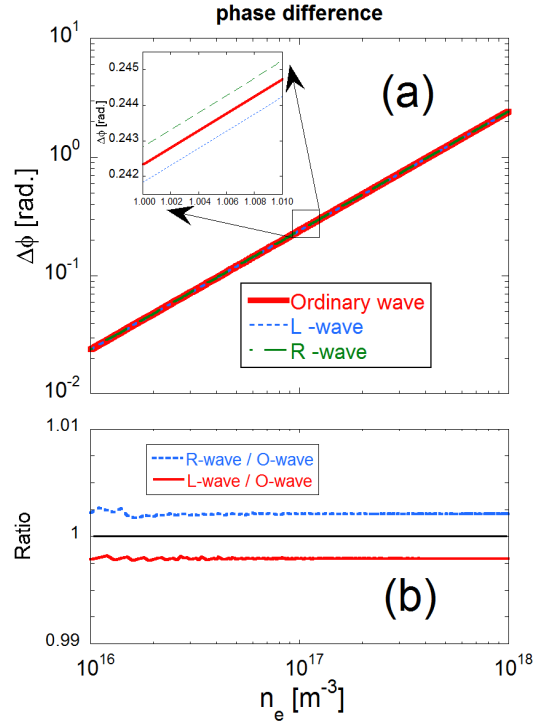 phase difference
10^1
10^0
10^-1
10^-2
Δϕ [rad.]
(a)
0.245
0.244
0.243
0.242
Δϕ [rad.]
1.000 1.002 1.004 1.006 1.008 1.010
Ordinary wave
L -wave
R -wave
1.01
1
0.99
Ratio
R-wave / O-wave
L-wave / O-wave
(b)
10^16 10^17 10^18
n_e [m^-3]